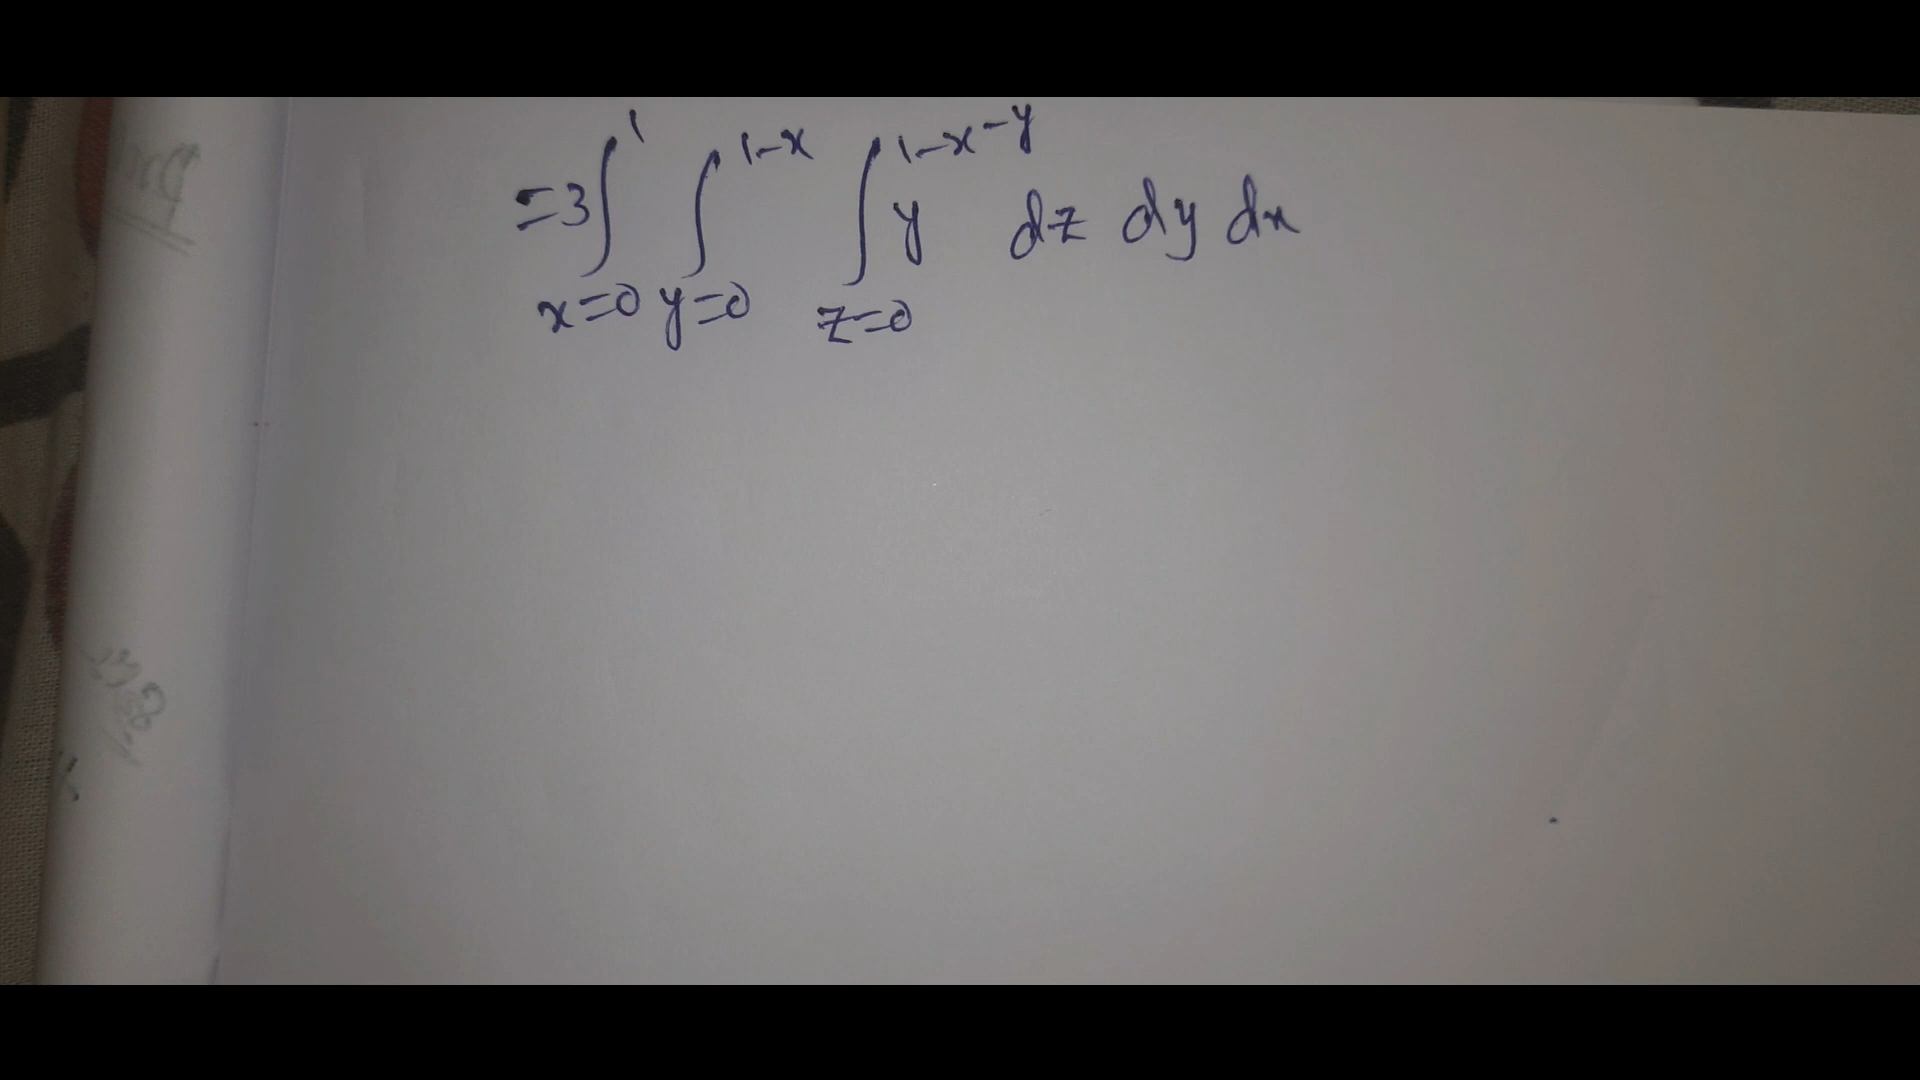 =3∫¹ ∫^{1-x} ∫^{1-x-y} y dz dy dx
x=0 y=0 z=0